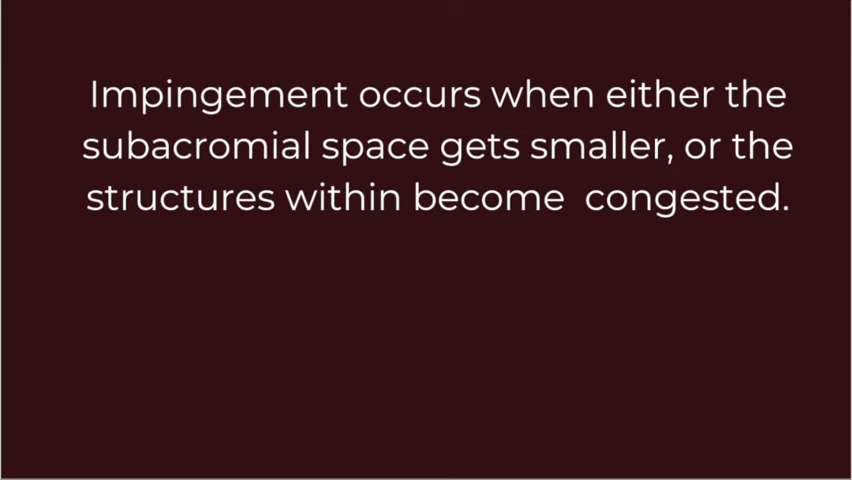 Impingement occurs when either the
subacromial space gets smaller, or the
structures within become  congested.